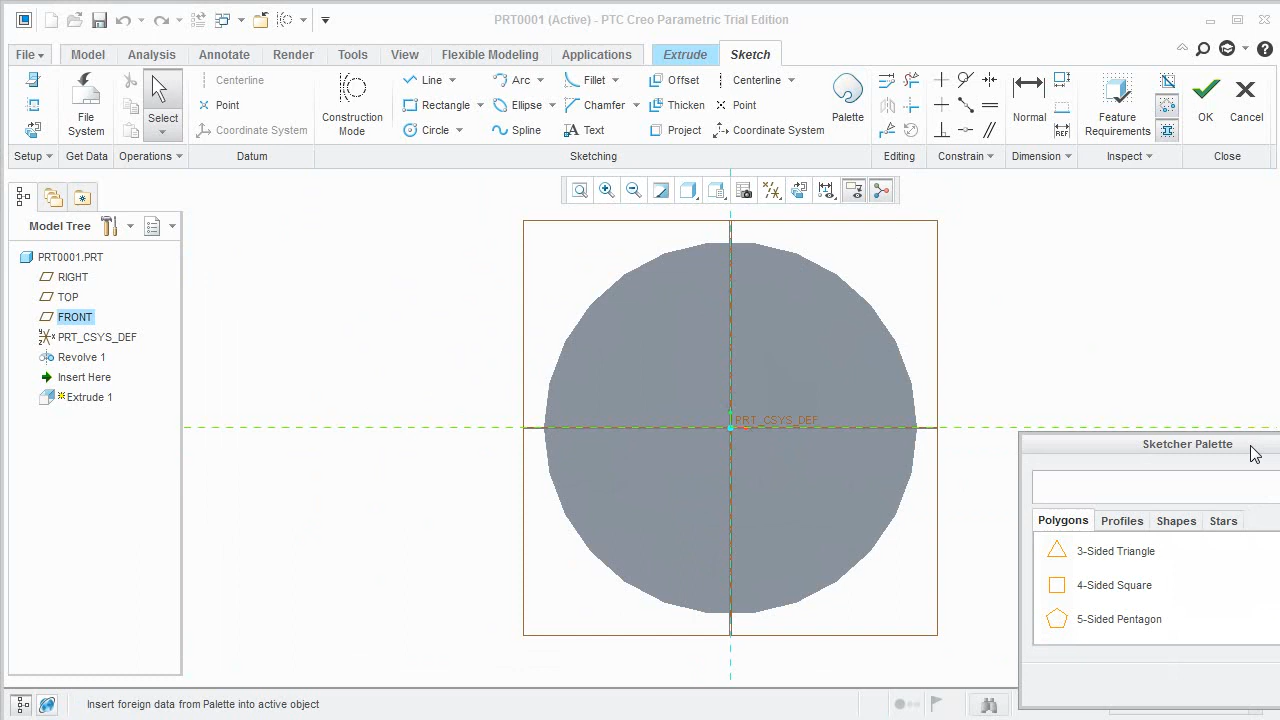 PRT0001 (Active) - PTC Creo Parametric Trial Edition
File Model Analysis Annotate Render Tools View Flexible Modeling Applications Extrude Sketch
Centerline Line Arc Fillet Offset Centerline
File System Select Point Construction Mode Rectangle Ellipse Chamfer Thicken Point Palette Normal Feature Requirements OK Cancel
Coordinate System Circle Spline Text Project Coordinate System REF
Setup Get Data Operations Datum Sketching Editing Constrain Dimension Inspect Close
Model Tree
PRT0001.PRT
RIGHT
TOP
FRONT
PRT_CSYS_DEF
Revolve 1
Insert Here
Extrude 1
PRT_CSYS_DEF
Sketcher Palette
Polygons Profiles Shapes Stars
3-Sided Triangle
4-Sided Square
5-Sided Pentagon
Insert foreign data from Palette into active object